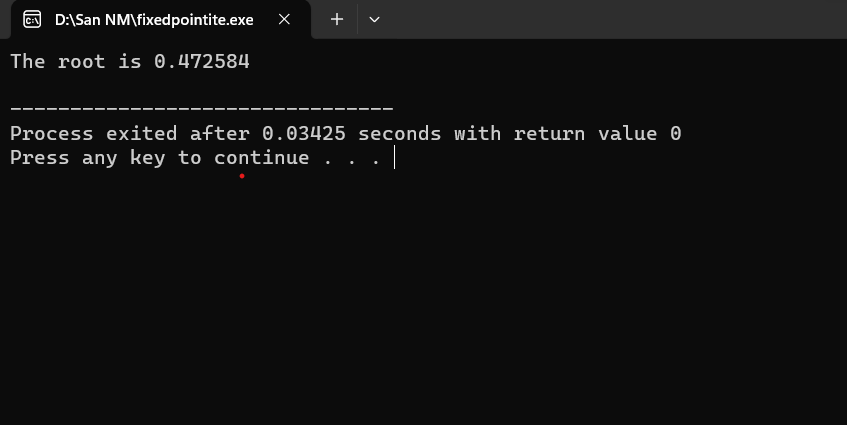 D:\San NM\fixedpointite.exe
The root is 0.472584
--------------------------------
Process exited after 0.03425 seconds with return value 0
Press any key to continue . . .